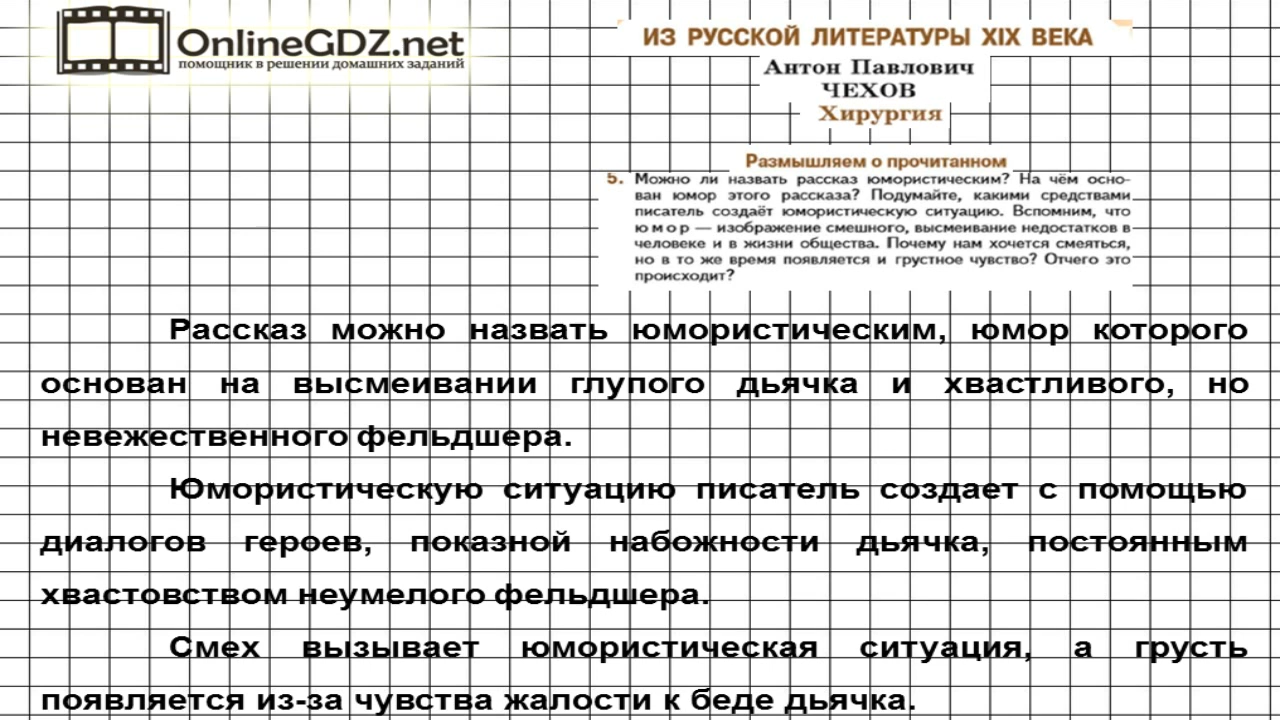 OnlineGDZ.net
помощник в решении домашних заданий
ИЗ РУССКОЙ ЛИТЕРАТУРЫ XIX ВЕКА
Антон Павлович
ЧЕХОВ
Хирургия
Размышляем о прочитанном
5. Можно ли назвать рассказ юмористическим? На чём осно-
ван юмор этого рассказа? Подумайте, какими средствами
писатель создаёт юмористическую ситуацию. Вспомним, что
юмор — изображение смешного, высмеивание недостатков в
человеке и в жизни общества. Почему нам хочется смеяться,
но в то же время появляется и грустное чувство? Отчего это
происходит?
Рассказ можно назвать юмористическим, юмор которого
основан на высмеивании глупого дьячка и хвастливого, но
невежественного фельдшера.
Юмористическую ситуацию писатель создает с помощью
диалогов героев, показной набожности дьячка, постоянным
хвастовством неумелого фельдшера.
Смех вызывает юмористическая ситуация, а грусть
появляется из-за чувства жалости к беде дьячка.